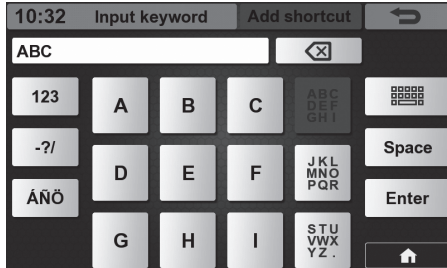 10:32 Input keyword Add shortcut
ABC
123 A B C ABC DEF GHI
-?/ D E F JKL MNO PQR Space
ÁÑÖ G H I STU VWX YZ. Enter